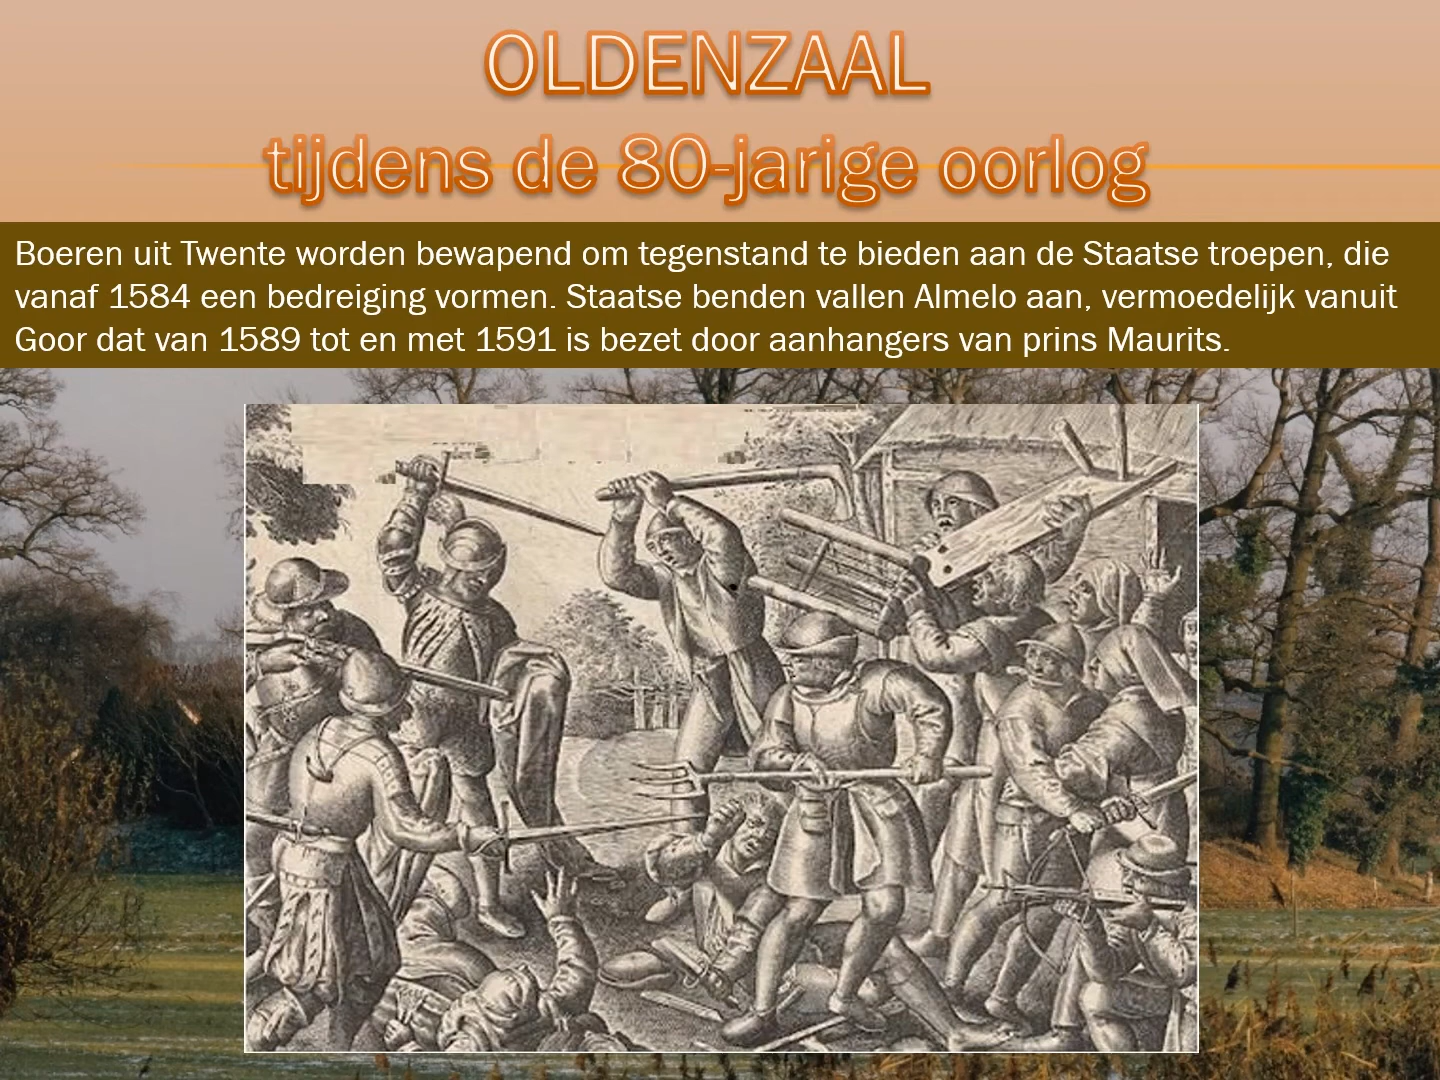 OLDENZAAL
tijdens de 80-jarige oorlog
Boeren uit Twente worden bewapend om tegenstand te bieden aan de Staatse troepen, die
vanaf 1584 een bedreiging vormen. Staatse benden vallen Almelo aan, vermoedelijk vanuit
Goor dat van 1589 tot en met 1591 is bezet door aanhangers van prins Maurits.